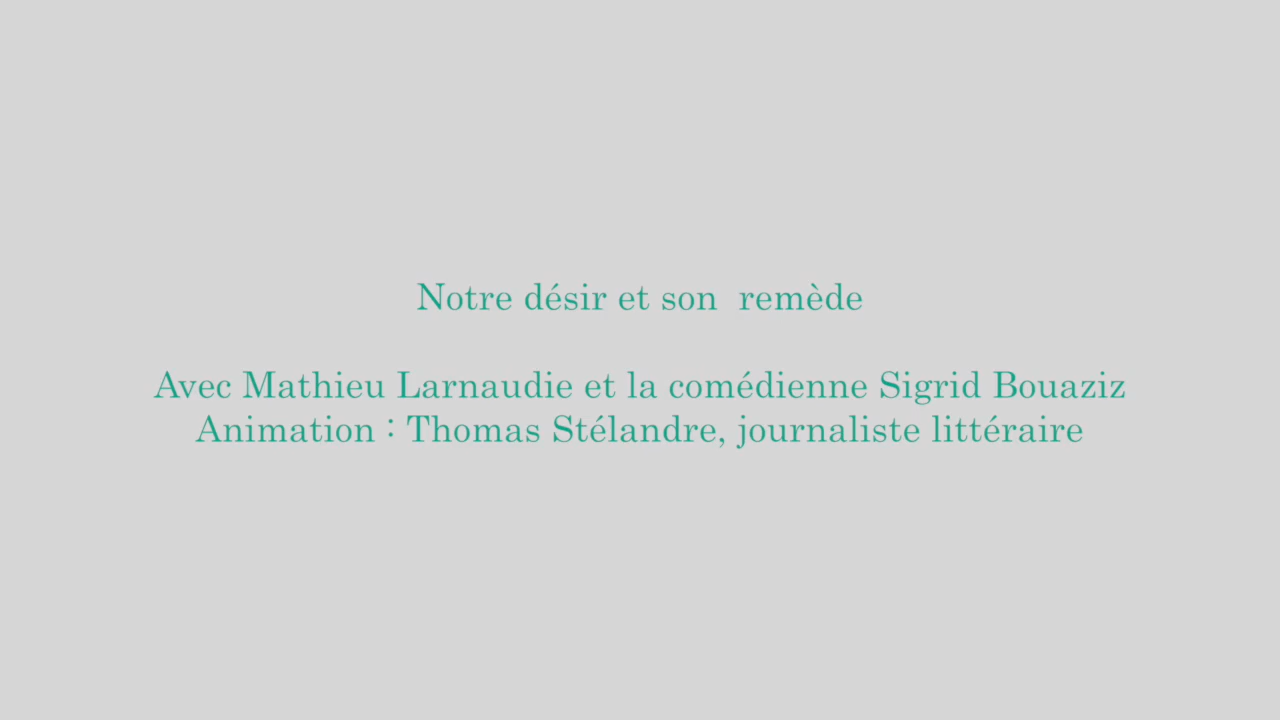 Notre désir et son  remède
Avec Mathieu Larnaudie et la comédienne Sigrid Bouaziz
Animation : Thomas Stélandre, journaliste littéraire